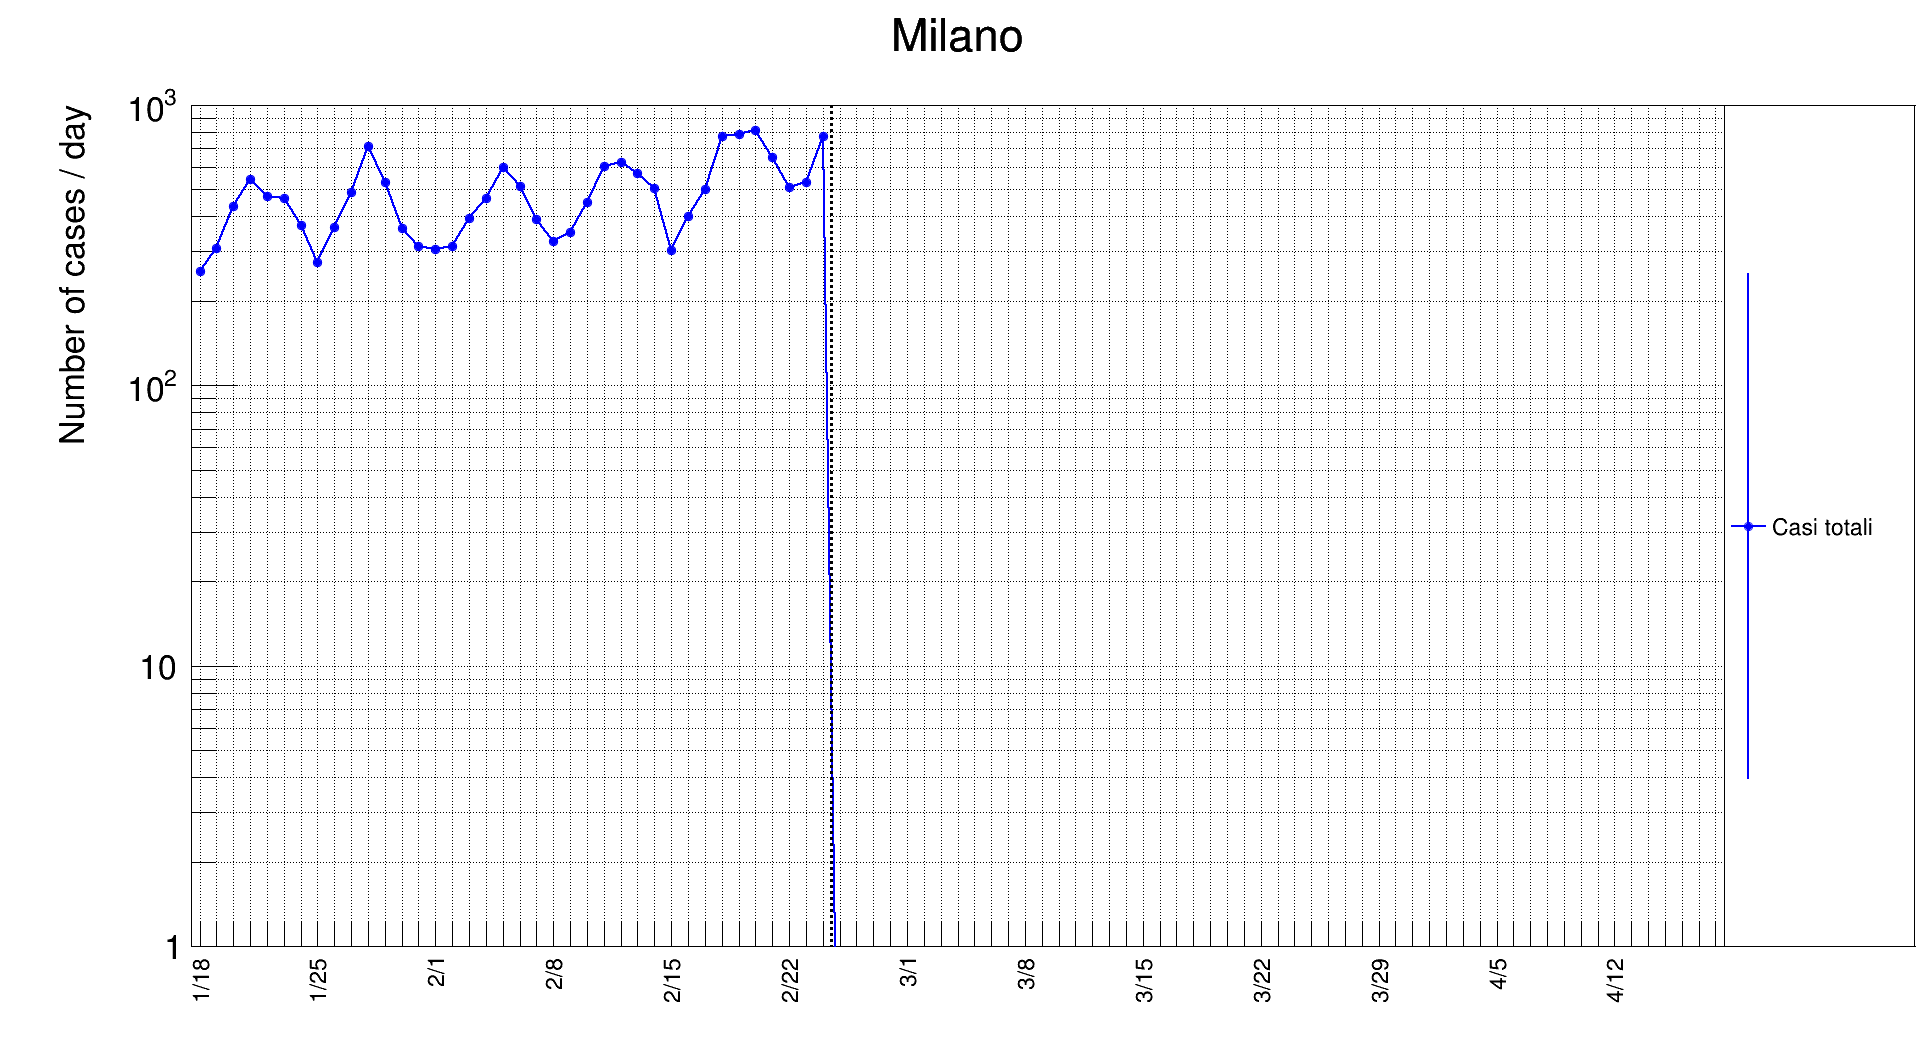 Milano
Number of cases / day
10³
10²
10
1
1/18 1/25 2/1 2/8 2/15 2/22 3/1 3/8 3/15 3/22 3/29 4/5 4/12
Casi totali